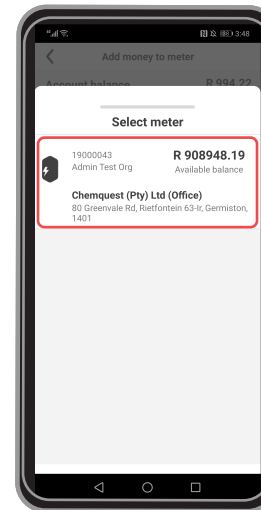 3:48
Add money to meter
Account balance R 994.22
Select meter
19000043 R 908948.19
Admin Test Org Available balance
Chemquest (Pty) Ltd (Office)
80 Greenvale Rd, Rietfontein 63-Ir, Germiston,
1401